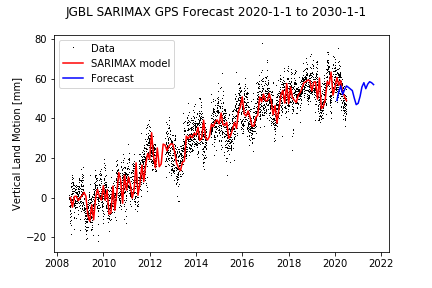 JGBL SARIMAX GPS Forecast 2020-1-1 to 2030-1-1
Data
SARIMAX model
Forecast
Vertical Land Motion [mm]
80
60
40
20
0
−20
2008 2010 2012 2014 2016 2018 2020 2022